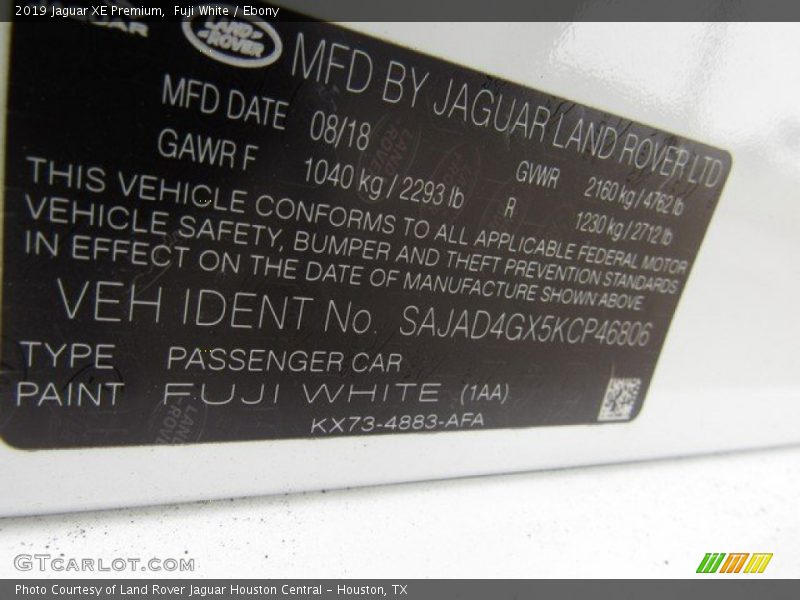 2019 Jaguar XE Premium, Fuji White / Ebony
LAND-
ROVER
MFD BY JAGUAR LAND ROVER LTD
MFD DATE 08/18 GVWR 2160 kg / 4762 lb
GAWR F 1040 kg / 2293 lb R 1230 kg / 2712 lb
THIS VEHICLE CONFORMS TO ALL APPLICABLE FEDERAL MOTOR
VEHICLE SAFETY, BUMPER AND THEFT PREVENTION STANDARDS
IN EFFECT ON THE DATE OF MANUFACTURE SHOWN ABOVE
VEH IDENT No. SAJAD4GX5KCP46806
TYPE PASSENGER CAR
PAINT FUJI WHITE (1AA)
KX73-4883-AFA
GTCARLOT.COM
Photo Courtesy of Land Rover Jaguar Houston Central - Houston, TX